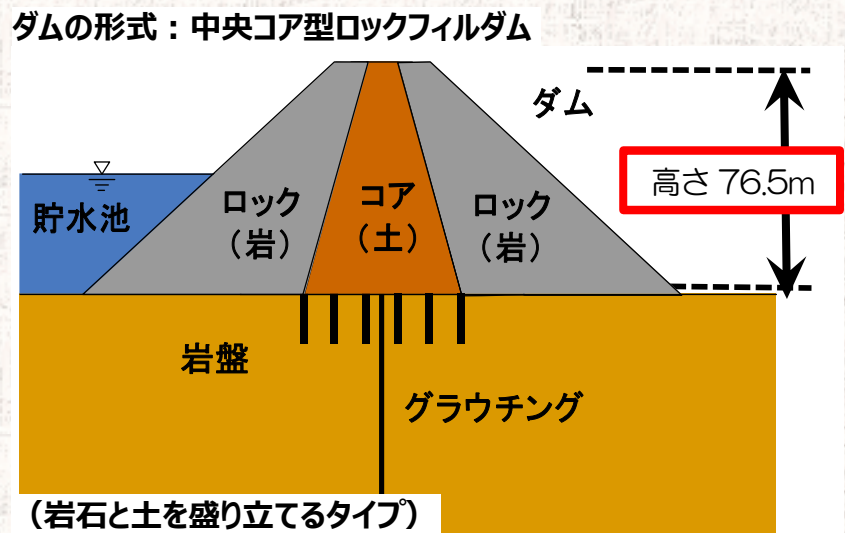 ダムの形式：中央コア型ロックフィルダム
ダム
高さ 76.5m
貯水池
ロック
（岩）
コア
（土）
ロック
（岩）
岩盤
グラウチング
（岩石と土を盛り立てるタイプ）